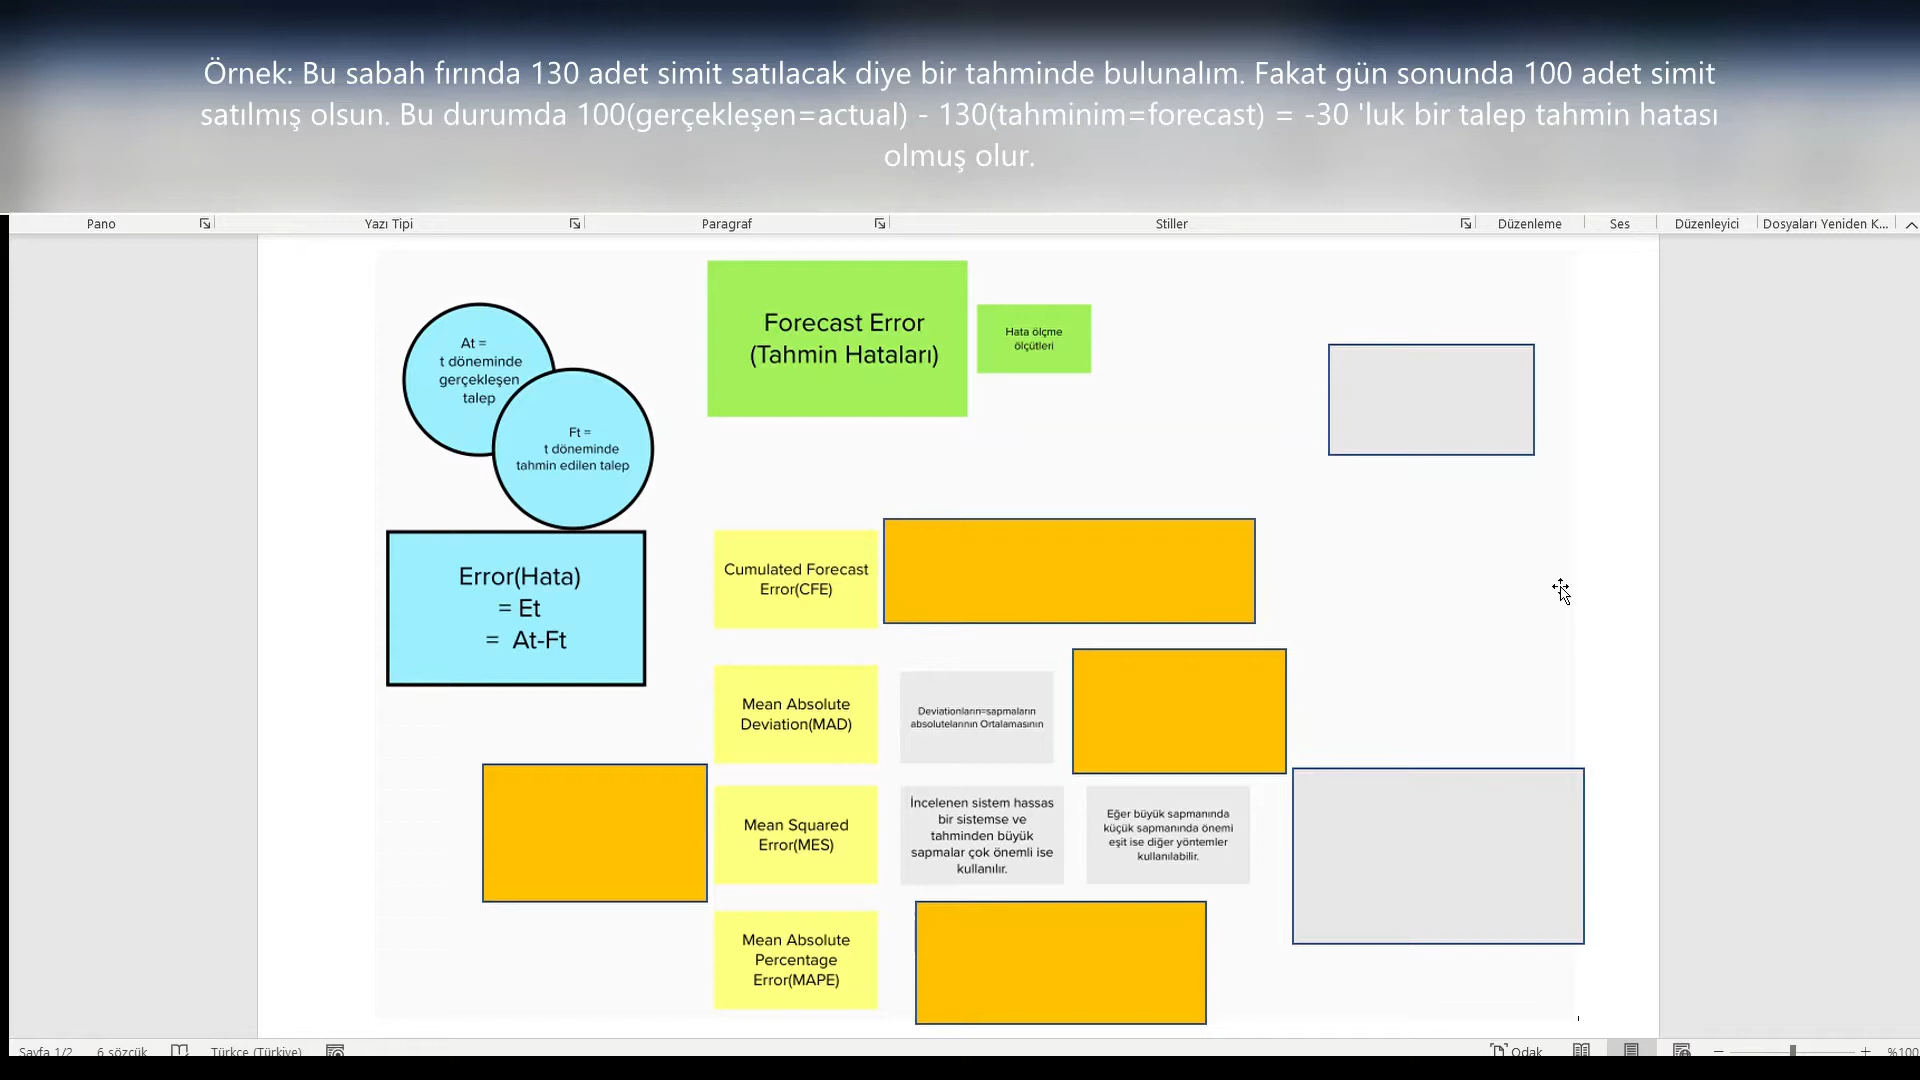 Örnek: Bu sabah fırında 130 adet simit satılacak diye bir tahminde bulunalım. Fakat gün sonunda 100 adet simit
satılmış olsun. Bu durumda 100(gerçekleşen=actual) - 130(tahminim=forecast) = -30 'luk bir talep tahmin hatası
olmuş olur.
Pano
Yazı Tipi
Paragraf
Stiller
Düzenleme
Ses
Düzenleyici
Dosyaları Yeniden K...
At =
t döneminde
gerçekleşen
talep
Ft =
t döneminde
tahmin edilen talep
Error(Hata)
= Et
= At-Ft
Forecast Error
(Tahmin Hataları)
Hata ölçme
ölçütleri
Cumulated Forecast
Error(CFE)
Mean Absolute
Deviation(MAD)
Deviationların=sapmaların
absolutelarının Ortalamasının
Mean Squared
Error(MES)
İncelenen sistem hassas
bir sistemse ve
tahminden büyük
sapmalar çok önemli ise
kullanılır.
Eğer büyük sapmanında
küçük sapmanında önemi
eşit ise diğer yöntemler
kullanılabilir.
Mean Absolute
Percentage
Error(MAPE)
Sayfa 1/2
6 sözcük
Türkçe (Türkiye)
Odak
%100